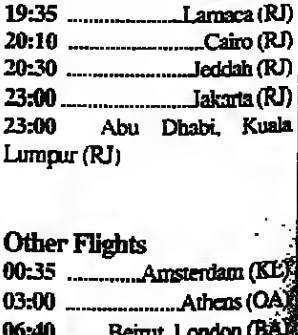 19:35 ..................Larnaca (RJ)
20:10 ......................Cairo (RJ)
20:30 ....................Jeddah (RJ)
23:00 ....................Jakarta (RJ)
23:00 Abu Dhabi, Kuala
Lumpur (RJ)
Other Flights
00:35 ............Amsterdam (KL)
03:00 ..................Athens (OA)
06:40 Beirut, London (BA)